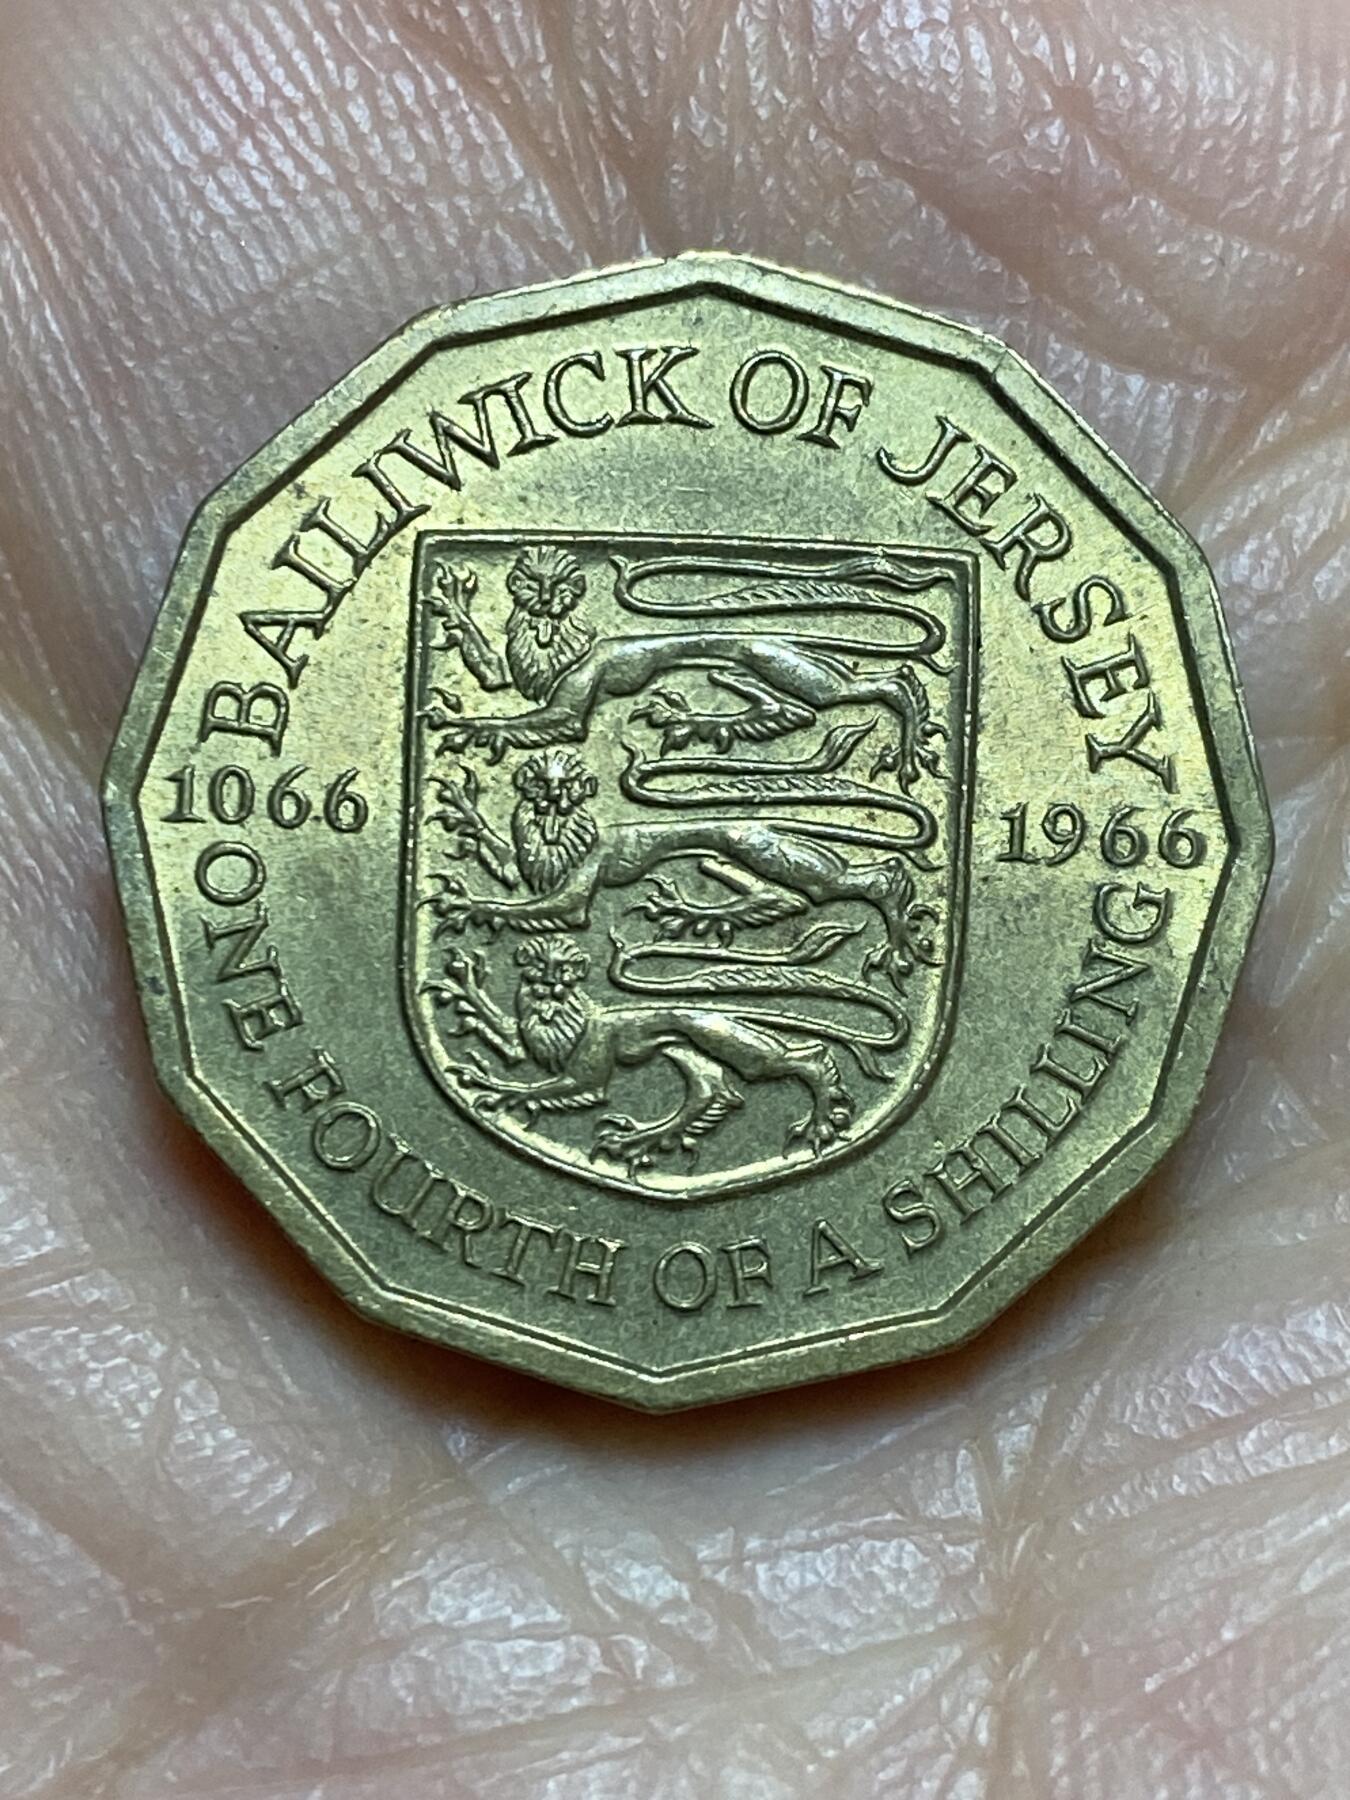 BAILIWICK OF JERSEY
1066 1966
ONE FOURTH OF A SHILLING